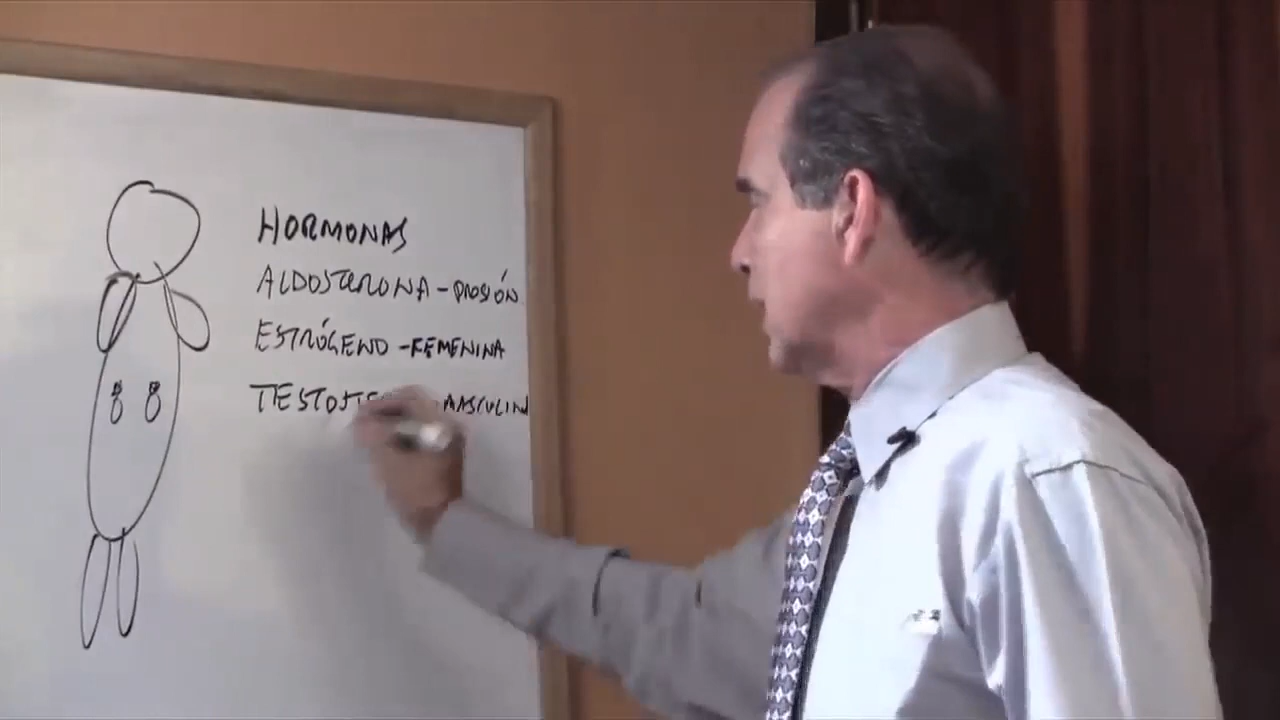 HORMONAS
ALDOSTERONA - PRESIÓN
ESTRÓGENO - FEMENINA